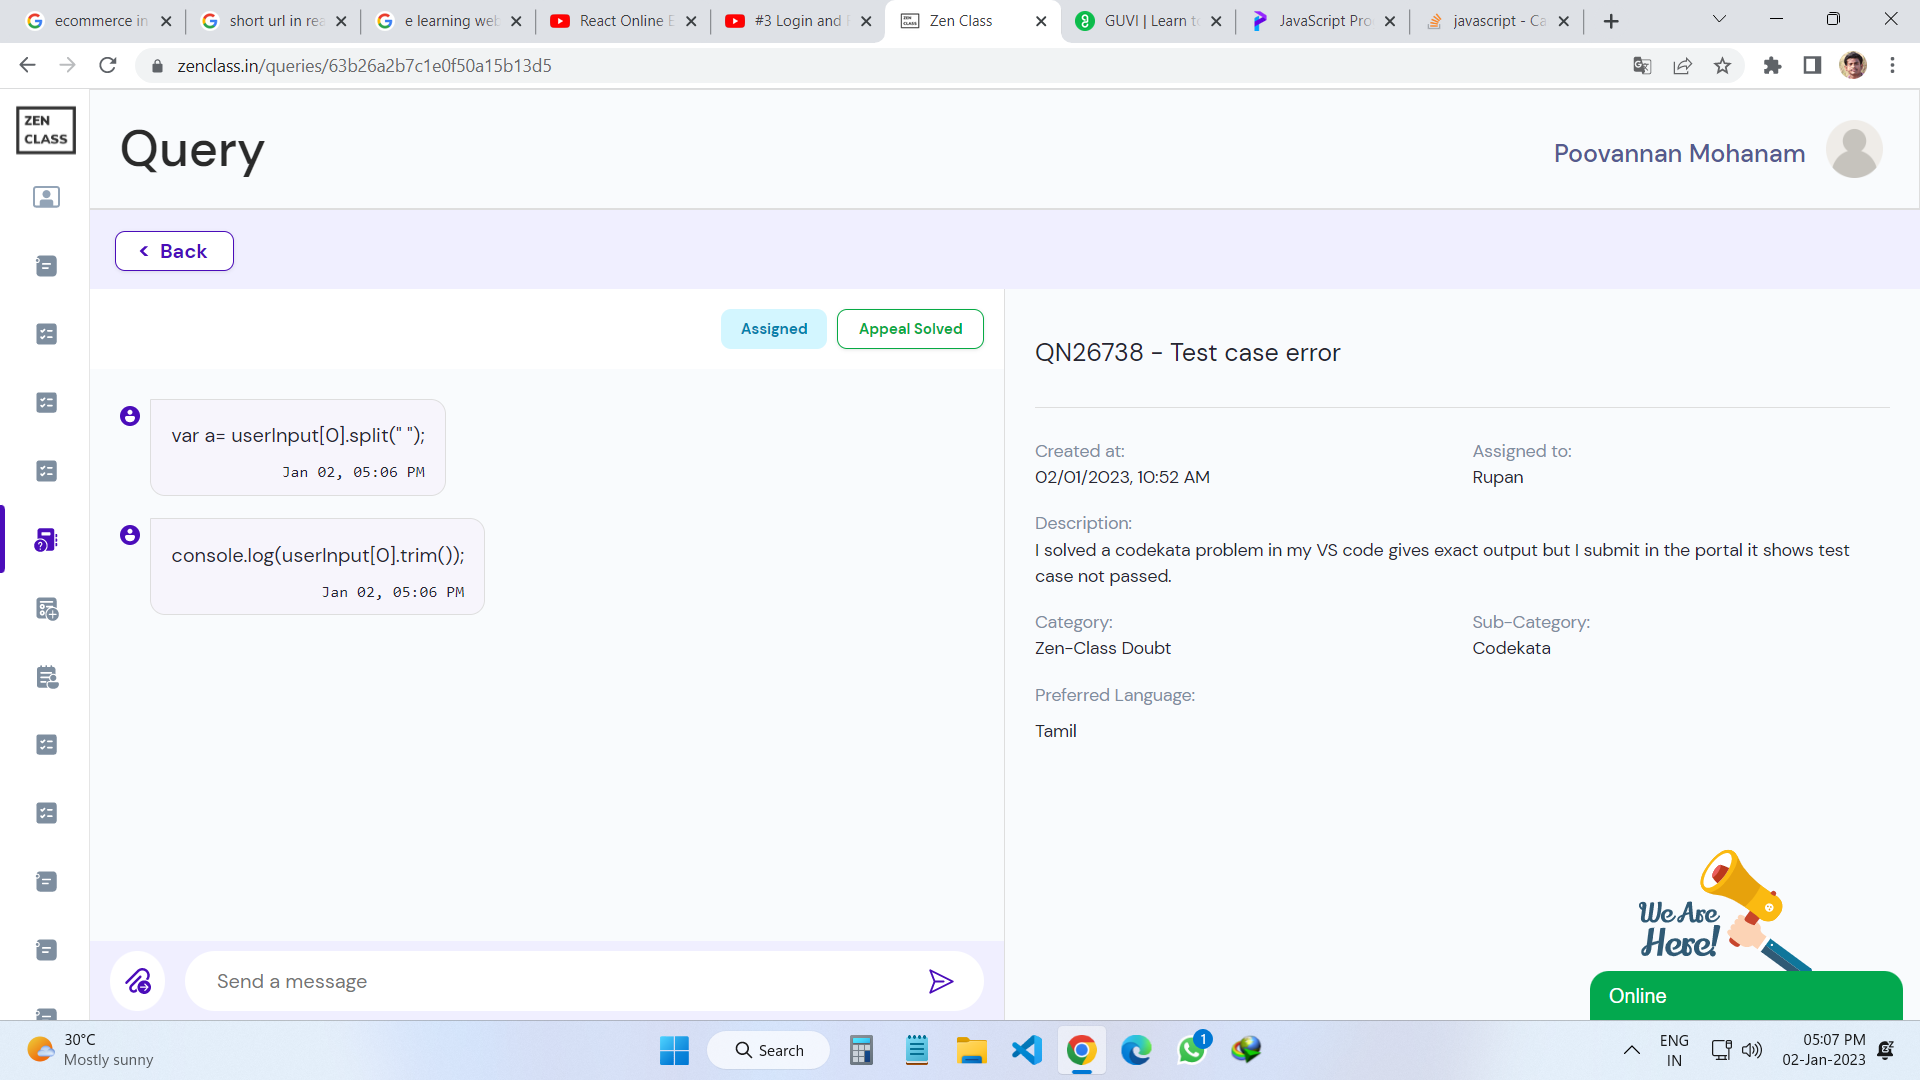 ecommerce in
short url in rea
e learning web
React Online E
#3 Login and
Zen Class
GUVI | Learn to
JavaScript Pro
javascript - Ca
zenclass.in/queries/63b26a2b7c1e0f50a15b13d5
ZEN
CLASS
Query
Poovannan Mohanam
< Back
Assigned
Appeal Solved
QN26738 - Test case error
var a= userInput[0].split(" ");
Jan 02, 05:06 PM
console.log(userInput[0].trim());
Jan 02, 05:06 PM
Created at:
02/01/2023, 10:52 AM
Assigned to:
Rupan
Description:
I solved a codekata problem in my VS code gives exact output but I submit in the portal it shows test
case not passed.
Category:
Zen-Class Doubt
Sub-Category:
Codekata
Preferred Language:
Tamil
We Are
Here!
Send a message
Online
30°C
Mostly sunny
Search
1
ENG
IN
05:07 PM
02-Jan-2023